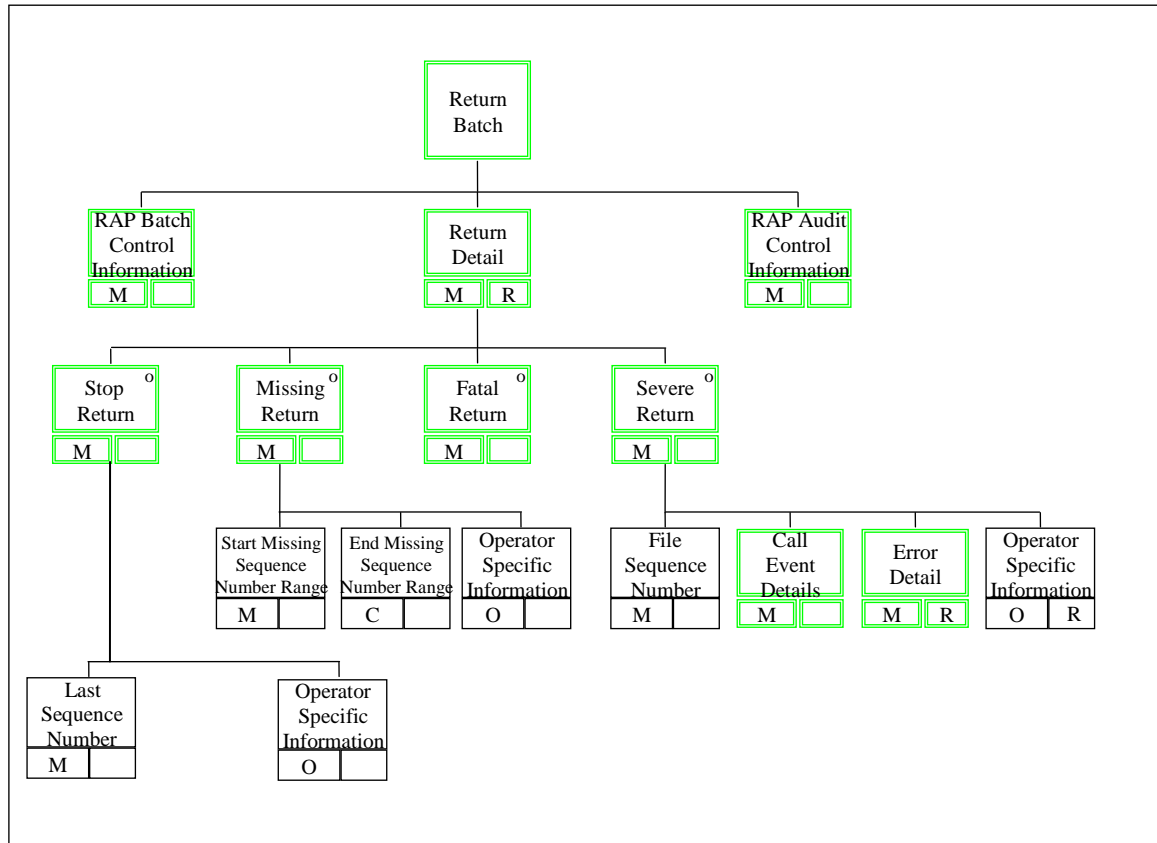 Return
Batch
RAP Batch
Control
Information
M
Return
Detail
M R
RAP Audit
Control
Information
M
Stop
Return
o
M
Missing
Return
o
M
Fatal
Return
o
M
Severe
Return
o
M
Start Missing
Sequence
Number Range
M
End Missing
Sequence
Number Range
C
Operator
Specific
Information
O
File
Sequence
Number
M
Call
Event
Details
M
Error
Detail
M R
Operator
Specific
Information
O R
Last
Sequence
Number
M
Operator
Specific
Information
O